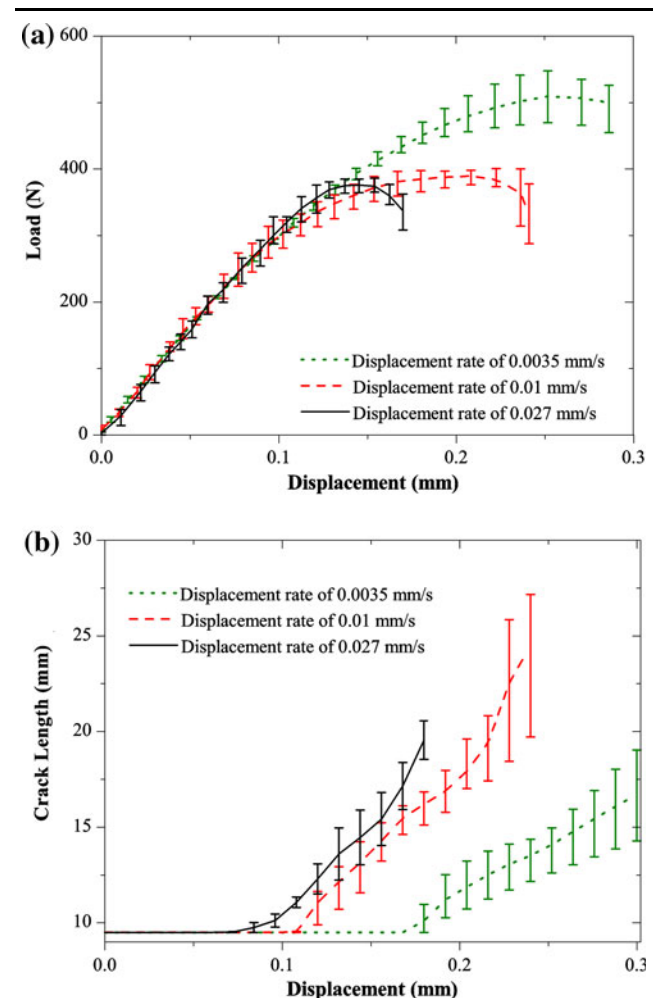 (a)
600
400
200
0
Load (N)
Displacement rate of 0.0035 mm/s
Displacement rate of 0.01 mm/s
Displacement rate of 0.027 mm/s
0.0 0.1 0.2 0.3
Displacement (mm)
(b)
30
25
20
15
10
Crack Length (mm)
Displacement rate of 0.0035 mm/s
Displacement rate of 0.01 mm/s
Displacement rate of 0.027 mm/s
0.0 0.1 0.2 0.3
Displacement (mm)